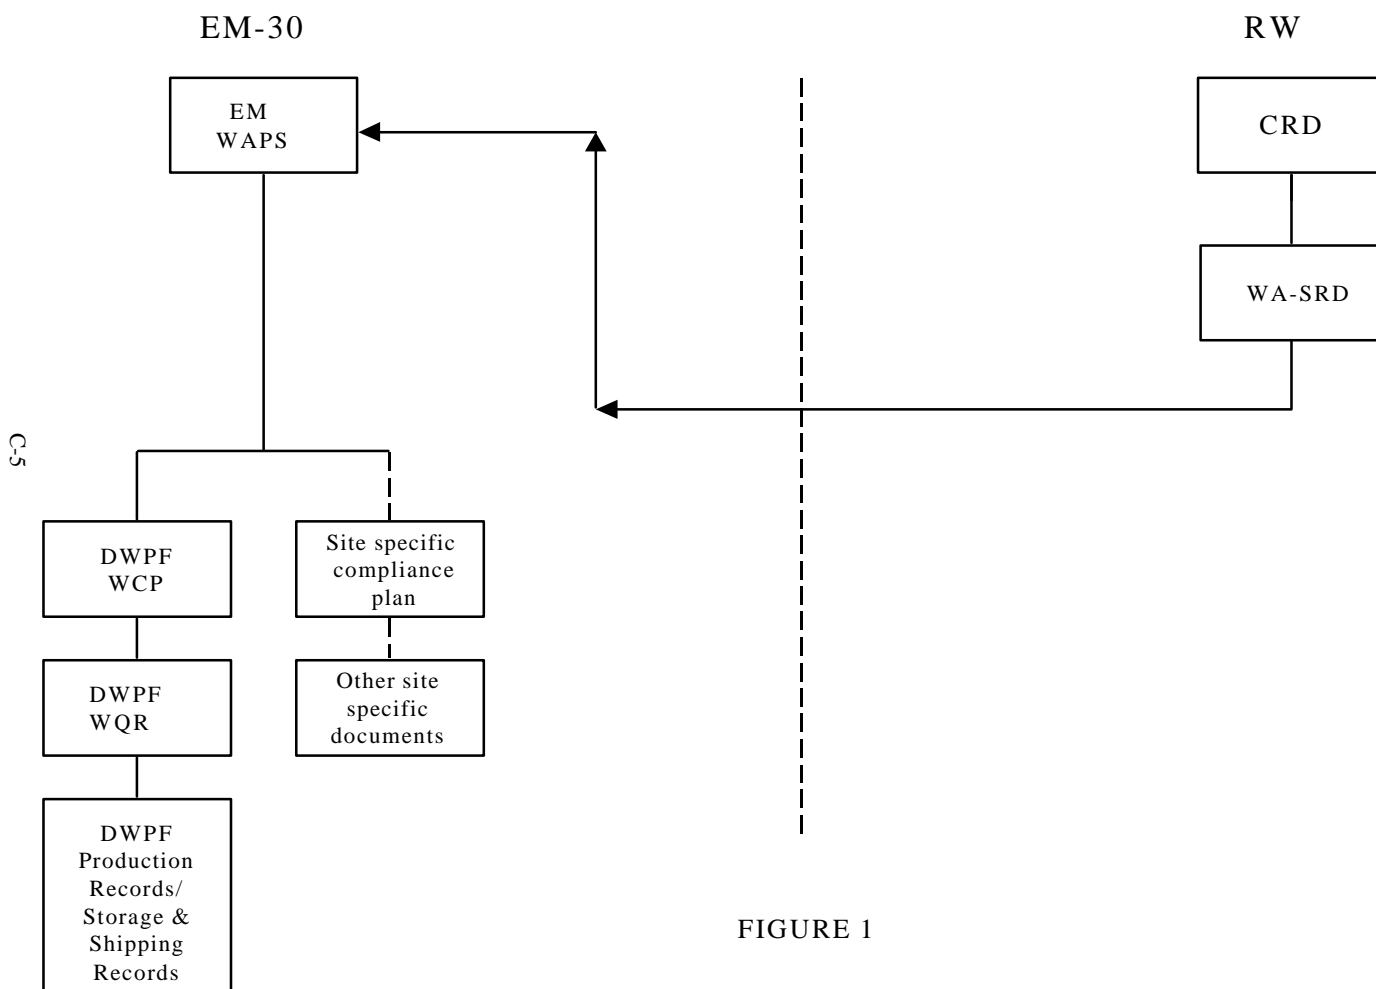 EM-30
RW
EM
WAPS
CRD
WA-SRD
C-5
DWPF
WCP
Site specific
compliance
plan
DWPF
WQR
Other site
specific
documents
DWPF
Production
Records/
Storage &
Shipping
Records
FIGURE 1